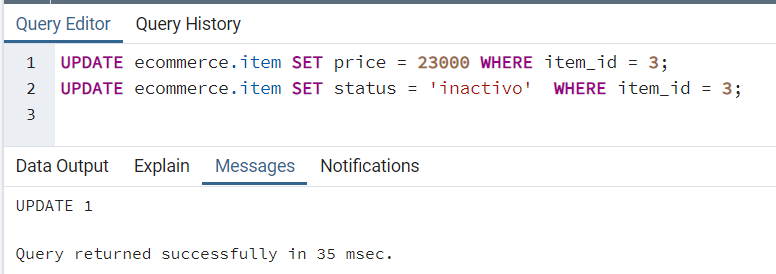 Query Editor Query History
1 UPDATE ecommerce.item SET price = 23000 WHERE item_id = 3;
2 UPDATE ecommerce.item SET status = 'inactivo'  WHERE item_id = 3;
3
Data Output Explain Messages Notifications
UPDATE 1
Query returned successfully in 35 msec.